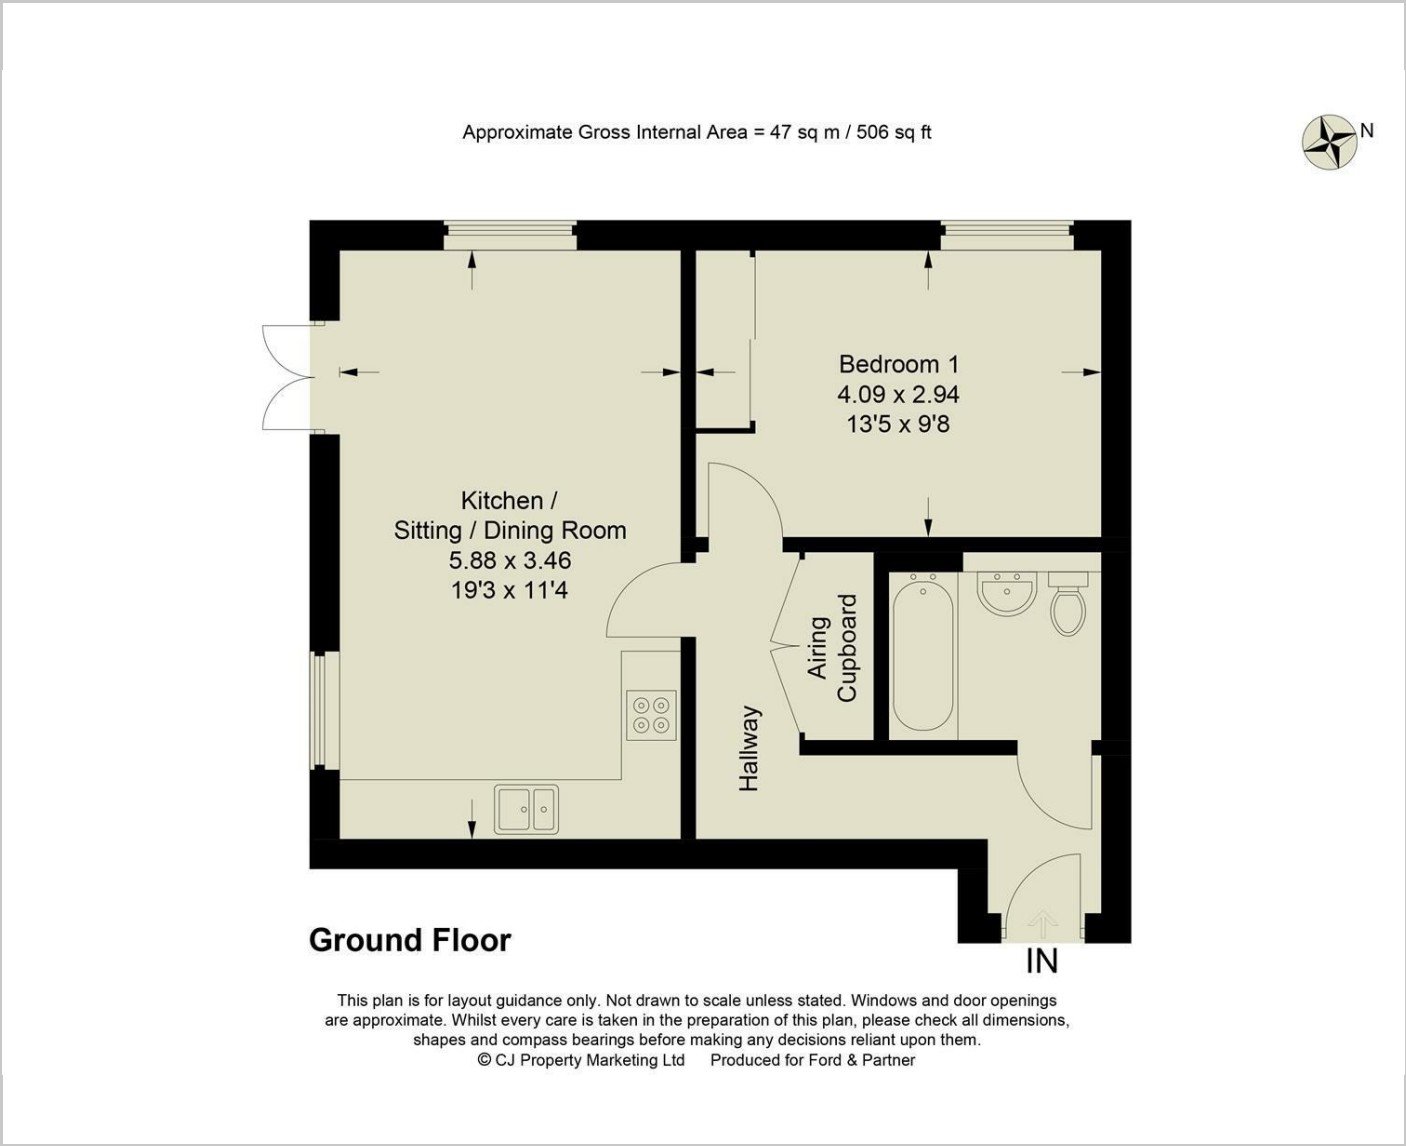 Approximate Gross Internal Area = 47 sq m / 506 sq ft
N
Bedroom 1
4.09 x 2.94
13'5 x 9'8
Kitchen /
Sitting / Dining Room
5.88 x 3.46
19'3 x 11'4
Airing
Cupboard
Hallway
Ground Floor
IN
This plan is for layout guidance only. Not drawn to scale unless stated. Windows and door openings
are approximate. Whilst every care is taken in the preparation of this plan, please check all dimensions,
shapes and compass bearings before making any decisions reliant upon them.
© CJ Property Marketing Ltd Produced for Ford & Partner